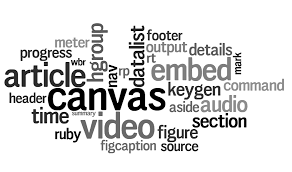 footer
meter
hgroup
datalist
output
details
progress
wbr
nav
rp
rt
mark
article
embed
command
header
canvas
keygen
time
summary
aside
audio
ruby
video
section
figure
figcaption
source